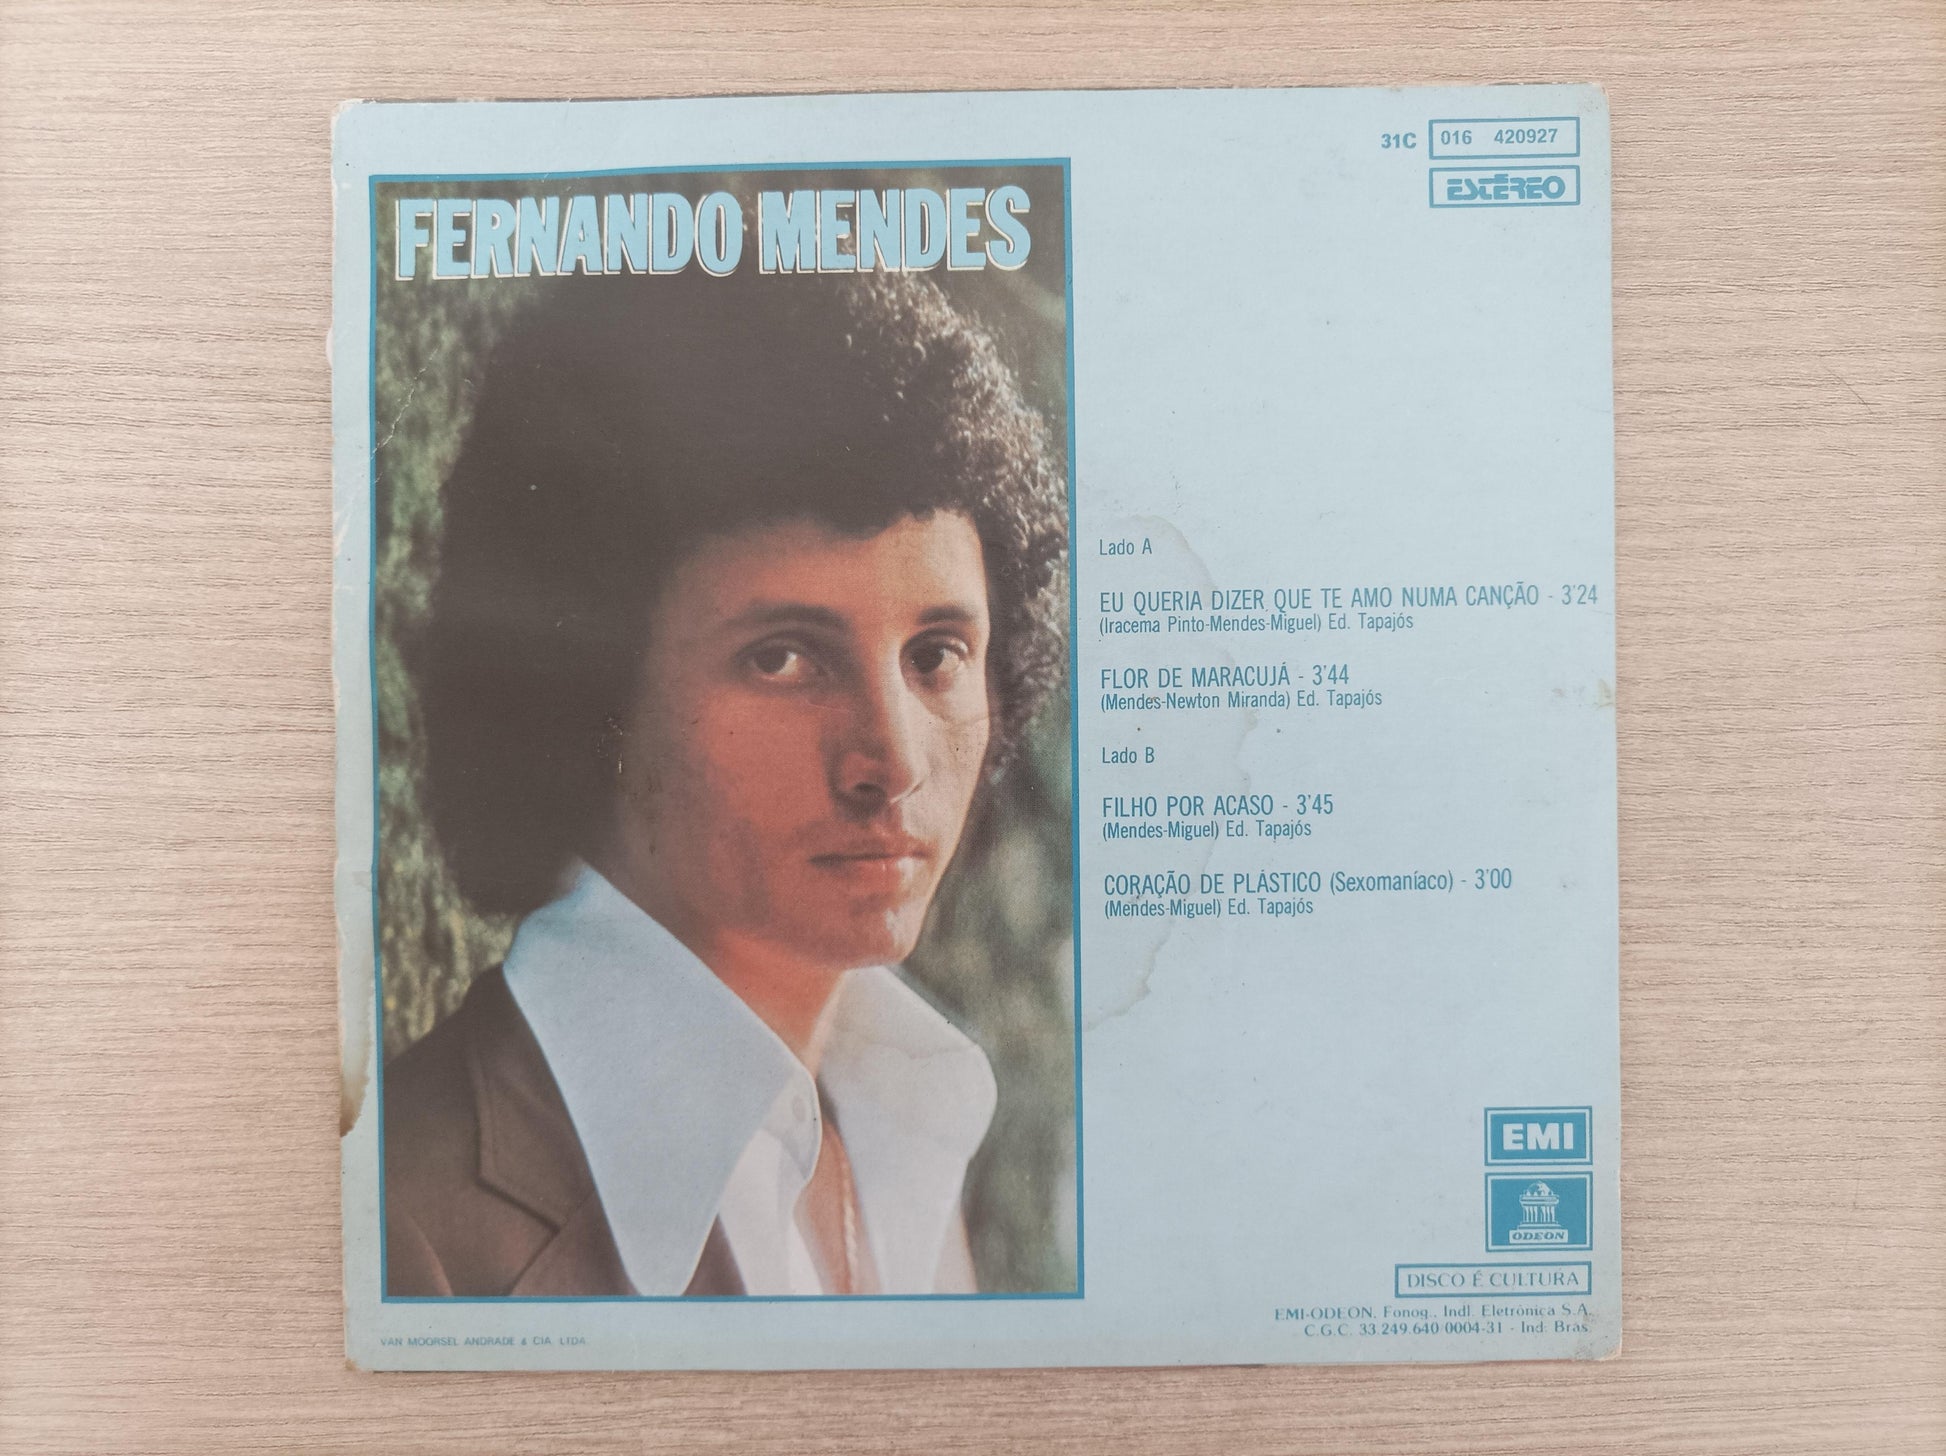 31C 016 420927
ESTÉREO
FERNANDO MENDES
Lado A
EU QUERIA DIZER QUE TE AMO NUMA CANÇÃO - 3'24
(Iracema Pinto-Mendes-Miguel) Ed. Tapajós
FLOR DE MARACUJÁ - 3'44
(Mendes-Newton Miranda) Ed. Tapajós
Lado B
FILHO POR ACASO - 3'45
(Mendes-Miguel) Ed. Tapajós
CORAÇÃO DE PLÁSTICO (Sexomaníaco) - 3'00
(Mendes-Miguel) Ed. Tapajós
EMI
ODEON
DISCO É CULTURA
EMI-ODEON, Fonog., Indl. Eletrônica S.A.
C.G.C. 33.249.640 0004-31 - Ind. Bras.
VAN MOORSEL ANDRADE & CIA. LTDA.